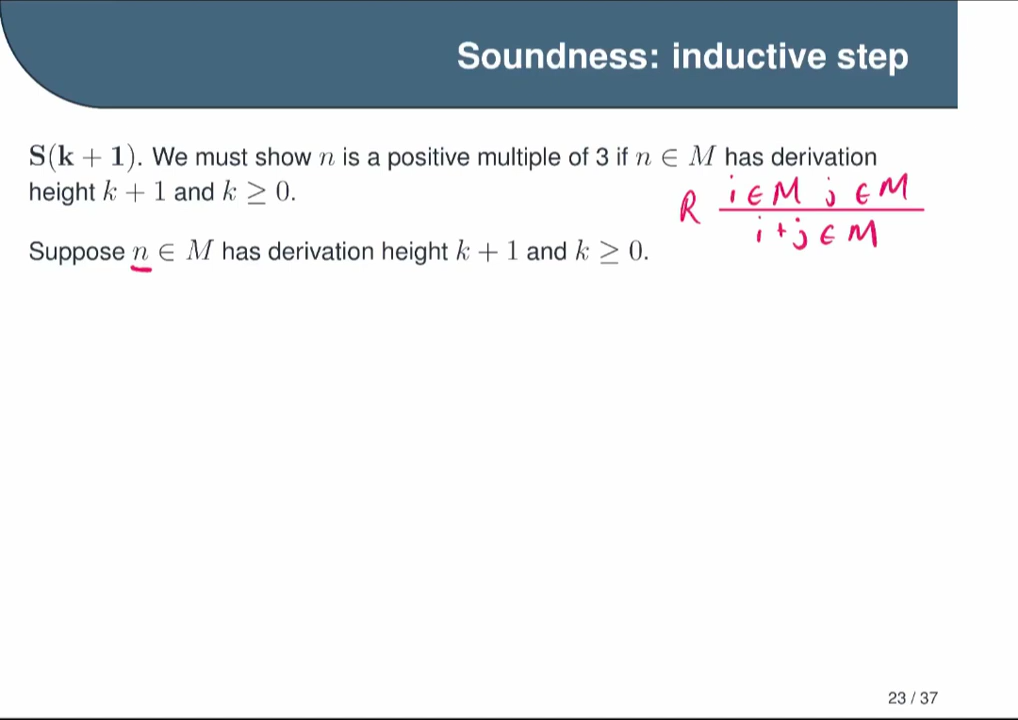 Soundness: inductive step
S(k + 1). We must show n is a positive multiple of 3 if n ∈ M has derivation
height k + 1 and k ≥ 0.
R i ∈ M j ∈ M
i + j ∈ M
Suppose n ∈ M has derivation height k + 1 and k ≥ 0.
23 / 37